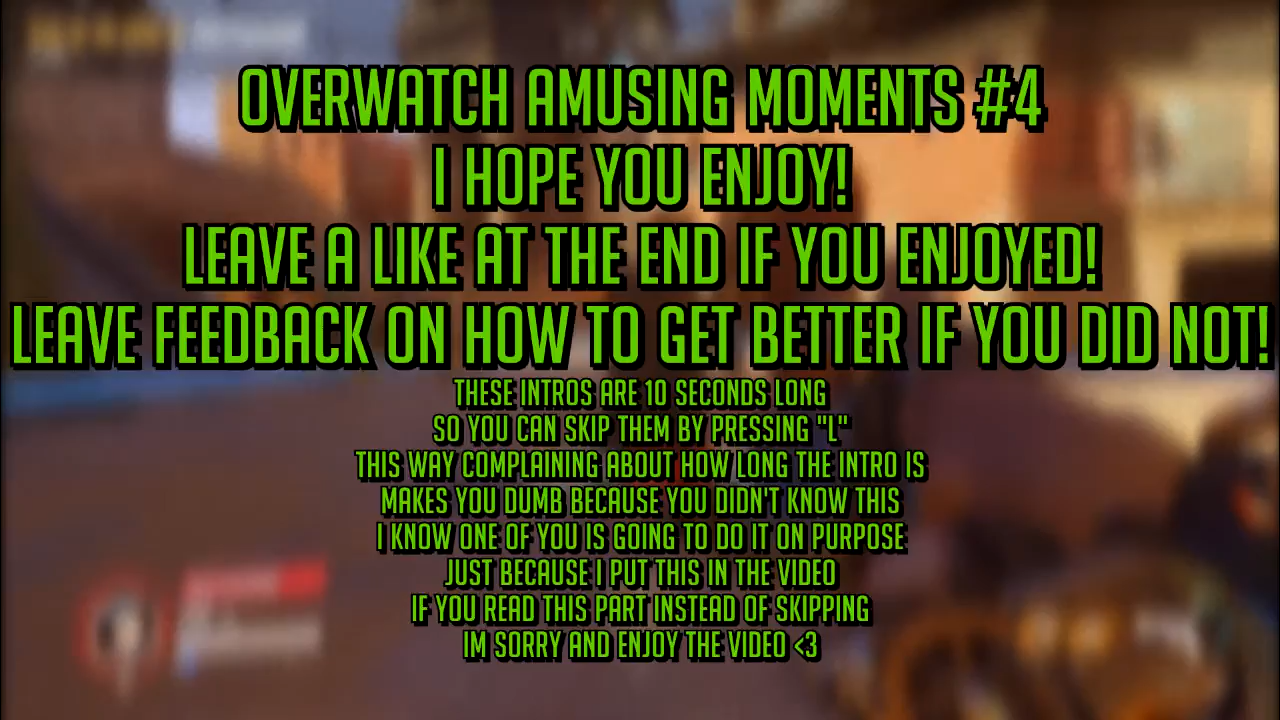 OVERWATCH AMUSING MOMENTS #4
I HOPE YOU ENJOY!
LEAVE A LIKE AT THE END IF YOU ENJOYED!
LEAVE FEEDBACK ON HOW TO GET BETTER IF YOU DID NOT!
THESE INTROS ARE 10 SECONDS LONG
SO YOU CAN SKIP THEM BY PRESSING "L"
THIS WAY COMPLAINING ABOUT HOW LONG THE INTRO IS
MAKES YOU DUMB BECAUSE YOU DIDN'T KNOW THIS
I KNOW ONE OF YOU IS GOING TO DO IT ON PURPOSE
JUST BECAUSE I PUT THIS IN THE VIDEO
IF YOU READ THIS PART INSTEAD OF SKIPPING
IM SORRY AND ENJOY THE VIDEO <3